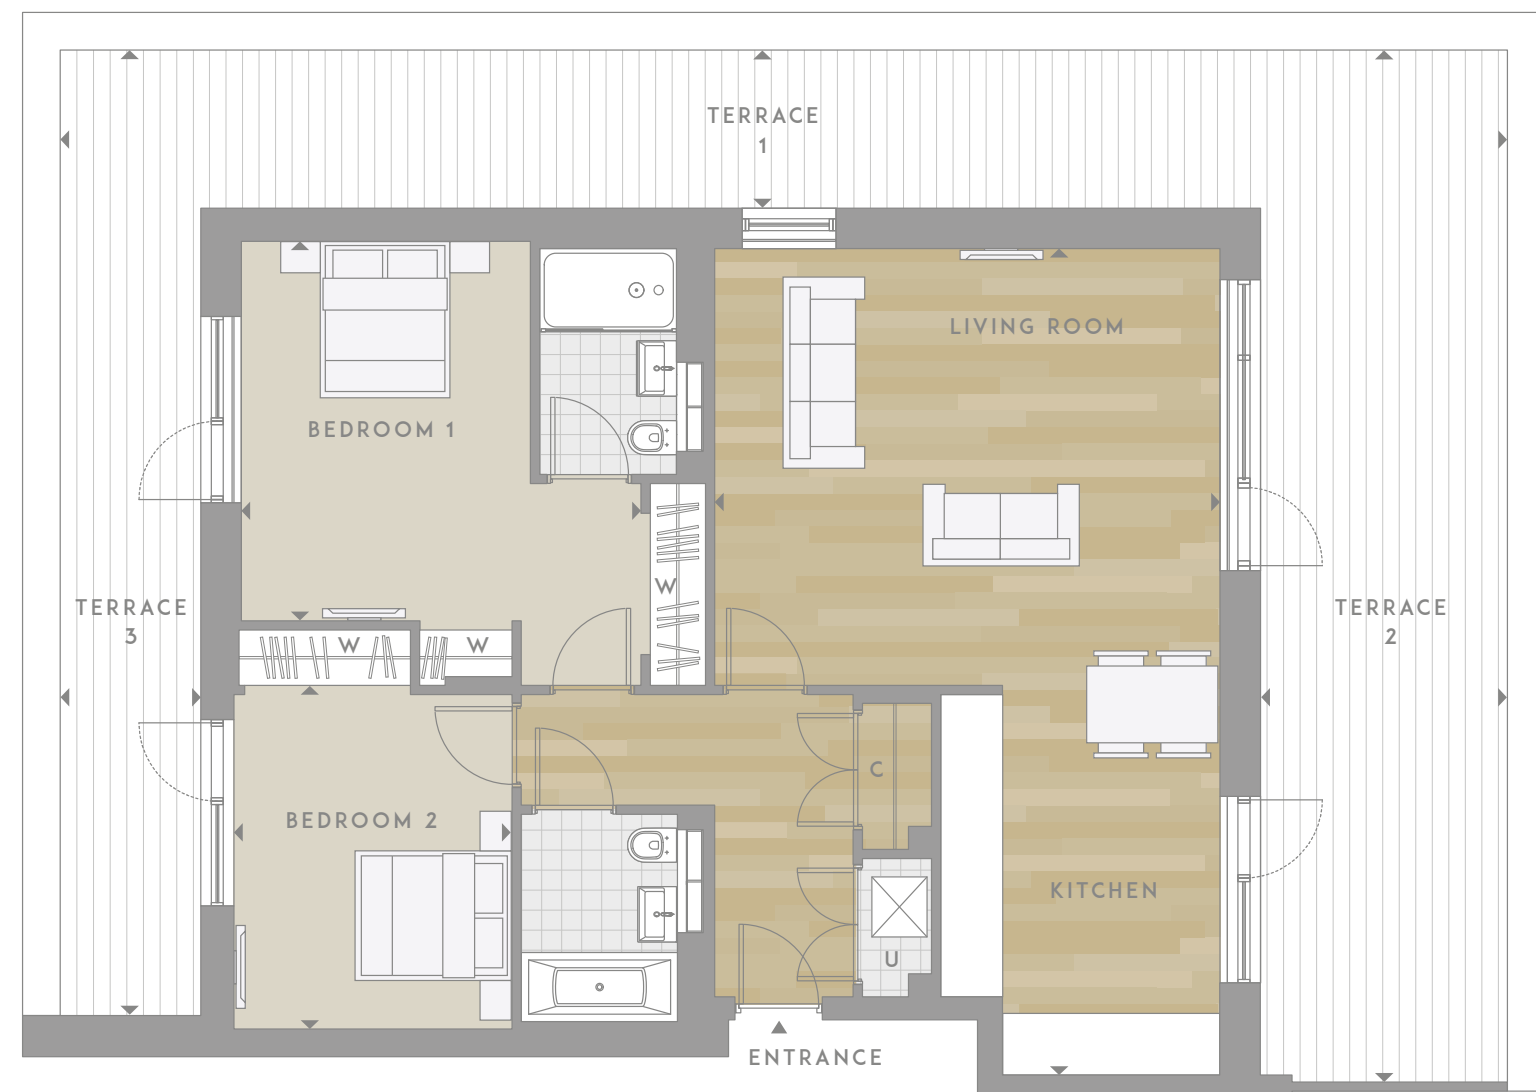 TERRACE
1
LIVING ROOM
BEDROOM 1
W
TERRACE
3
TERRACE
2
W
W
C
BEDROOM 2
KITCHEN
U
ENTRANCE